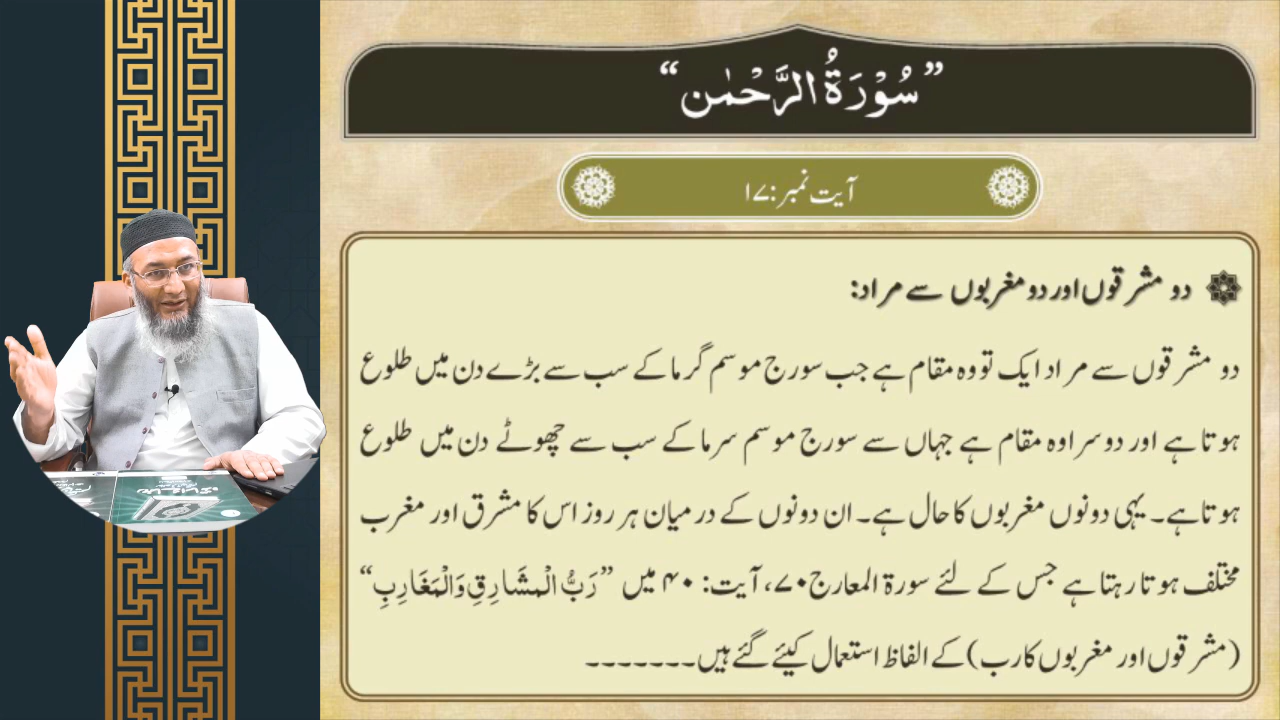 ”سُوْرَةُ الرَّحْمٰن“
آیت نمبر: ۱۷
دو مشرقوں اور دو مغربوں سے مراد:
دو مشرقوں سے مراد ایک تو وہ مقام ہے جب سورج موسم گرما کے سب سے بڑے دن میں طلوع
ہوتا ہے اور دوسرا وہ مقام ہے جہاں سے سورج موسم سرما کے سب سے چھوٹے دن میں طلوع
ہوتا ہے۔ یہی دونوں مغربوں کا حال ہے۔ ان دونوں کے درمیان ہر روز اس کا مشرق اور مغرب
مختلف ہوتا رہتا ہے جس کے لئے سورۃ المعارج ۷۰، آیت: ۴۰ میں ”رَبُّ الْمشَارِقِ وَالْمَغَارِبِ“
(مشرقوں اور مغربوں کا رب) کے الفاظ استعمال کیئے گئے ہیں۔۔۔۔۔۔۔